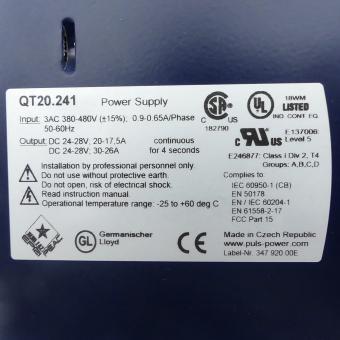 QT20.241 Power Supply
Input: 3AC 380-480V (±15%); 0.9-0.65A/Phase
50-60Hz
Output: DC 24-28V, 20-17,5A continuous
DC 24-28V, 30-26A for 4 seconds
CSA
®
182790
UL
®
18WM
LISTED
IND CONT EQ.
c UL us
E137006
Level 5
E246877: Class I Div 2, T4
Groups: A,B,C,D
Installation by professional personnel only.
Do not use without protective earth.
Do not open, risk of electrical shock.
Read instruction manual.
Operational temperature range: -25 to +60 deg C
Complies to:
IEC 60950-1 (CB)
EN 50178
EN / IEC 60204-1
EN 61558-2-17
FCC Part 15
GL
Germanischer
Lloyd
CE
Made in Czech Republic
www.puls-power.com
Label-Nr. 347 920 00E